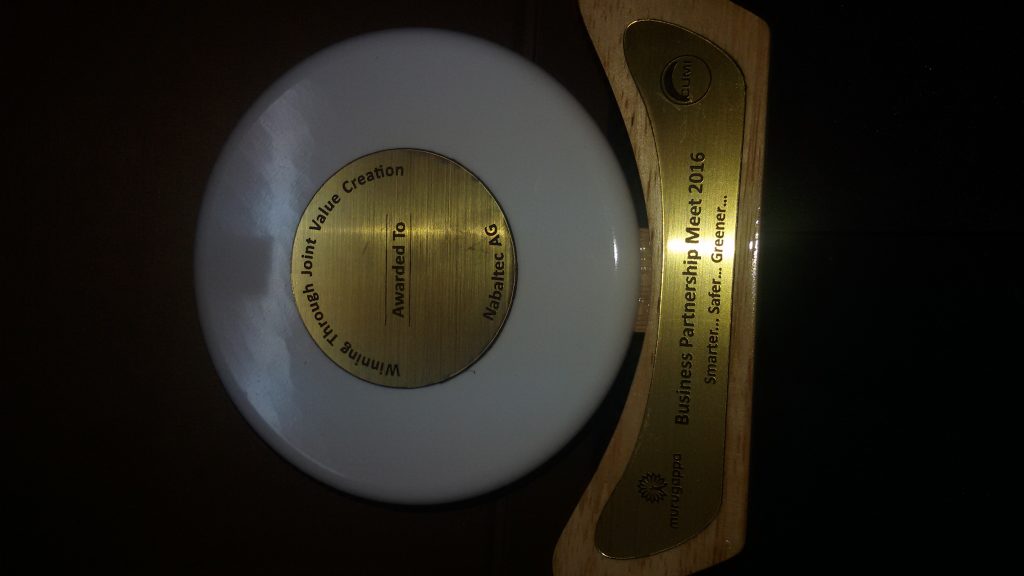 Winning Through Joint Value Creation
Awarded To
Nabaltec AG
murugappa
Business Partnership Meet 2016
Smarter... Safer... Greener...
CUMI